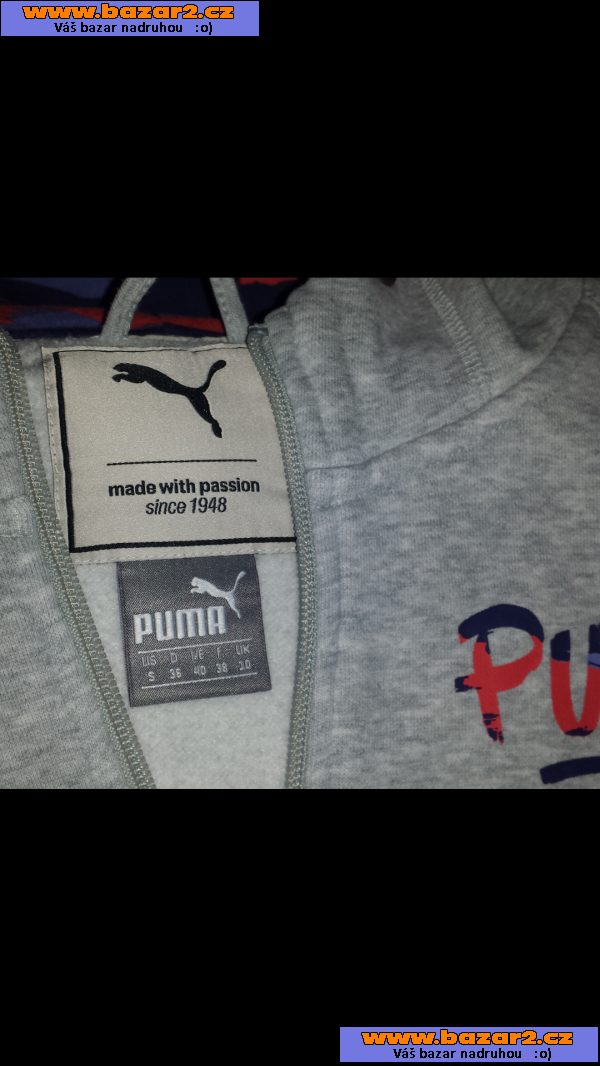 www.bazar2.cz
Váš bazar nadruhou :o)
made with passion
since 1948
PUMA
US D I/E F UK
S 36 40 38 10
PU
www.bazar2.cz
Váš bazar nadruhou :o)